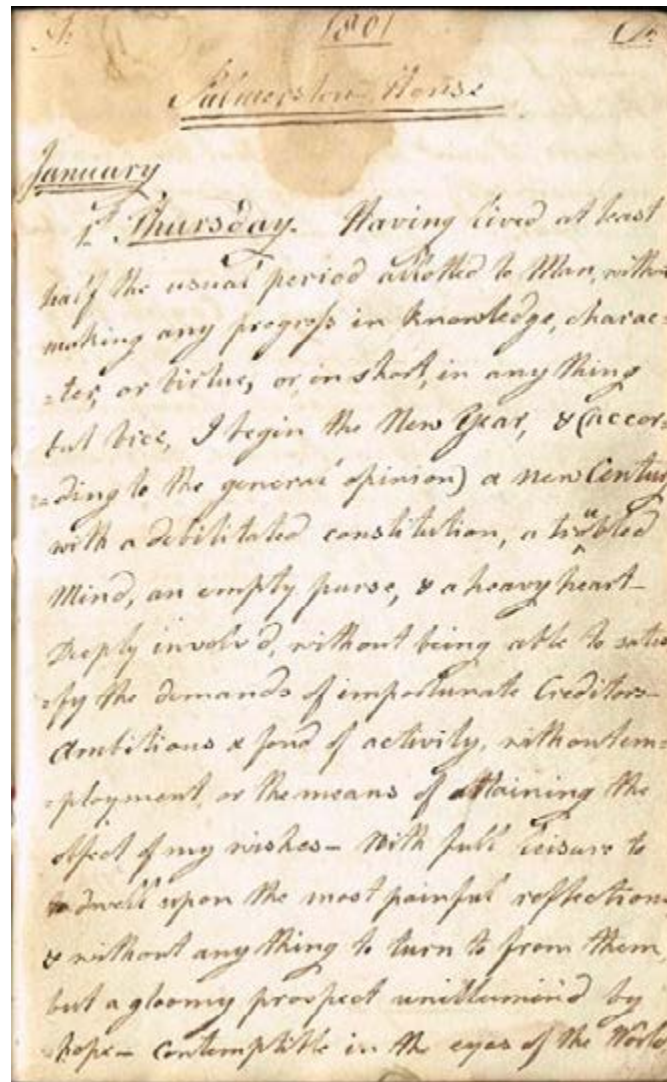 1801
Palmerston House
January
1st Thursday. Having lived at least
half the usual period allotted to Man, witho
making any progress in knowledge, charac=
=ter, or virtue, or, in short, in any thing
but vice, I begin the New Year, & (accor=
=ding to the general opinion) a new Century
with a debilitated constitution, a troubled
Mind, an empty purse, & a heavy heart—
Deeply involv'd, without being able to satis
=fy the demands of importunate Creditors—
Ambitious & fond of activity, without em=
=ployment, or the means of attaining the
object of my wishes— With full leisure to
dwell upon the most painful reflections
& without any thing to turn to from them,
but a gloomy prospect unillumin'd by
hope— Contemptible in the eyes of the World